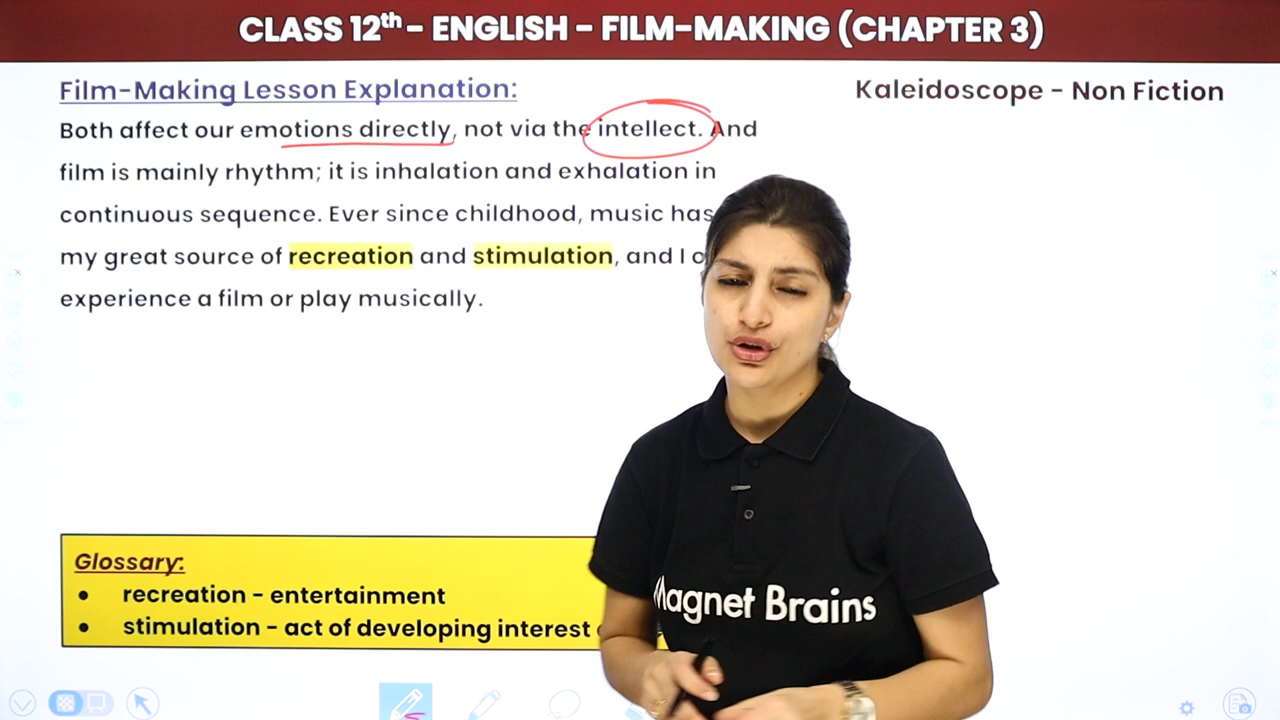 CLASS 12th - ENGLISH - FILM-MAKING (CHAPTER 3)
Film-Making Lesson Explanation:
Kaleidoscope - Non Fiction
Both affect our emotions directly, not via the intellect. And
film is mainly rhythm; it is inhalation and exhalation in
continuous sequence. Ever since childhood, music has
my great source of recreation and stimulation, and I
experience a film or play musically.
Glossary:
• recreation - entertainment
• stimulation - act of developing interest
Magnet Brains